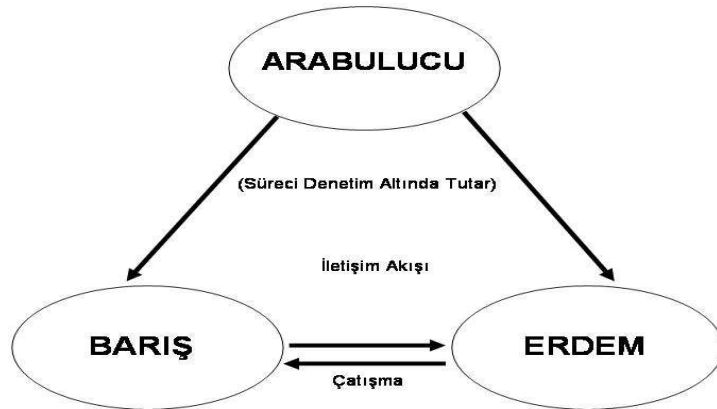 ARABULUCU
(Süreci Denetim Altında Tutar)
İletişim Akışı
BARIŞ
ERDEM
Çatışma